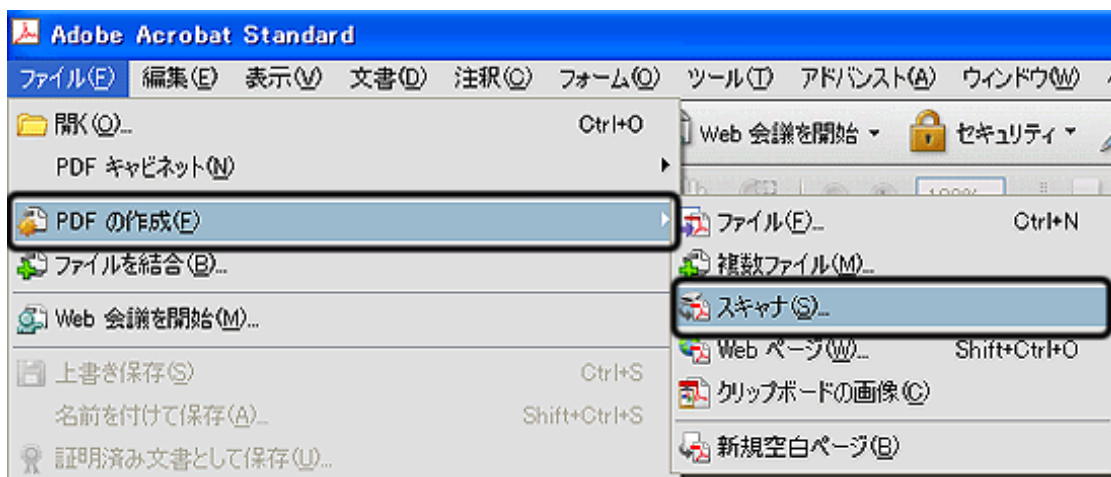 Adobe Acrobat Standard
ファイル(F) 編集(E) 表示(V) 文書(D) 注釈(C) フォーム(O) ツール(T) アドバンスト(A) ウィンドウ(W)
開く(O)... Ctrl+O
Web 会議を開始 セキュリティ
PDF キャビネット(N)
100%
PDF の作成(F)
ファイル(F)... Ctrl+N
ファイルを結合(B)...
複数ファイル(M)...
スキャナ(S)...
Web 会議を開始(M)...
Web ページ(W)... Shift+Ctrl+O
上書き保存(S) Ctrl+S
クリップボードの画像(C)
名前を付けて保存(A)... Shift+Ctrl+S
新規空白ページ(B)
証明済み文書として保存(U)...